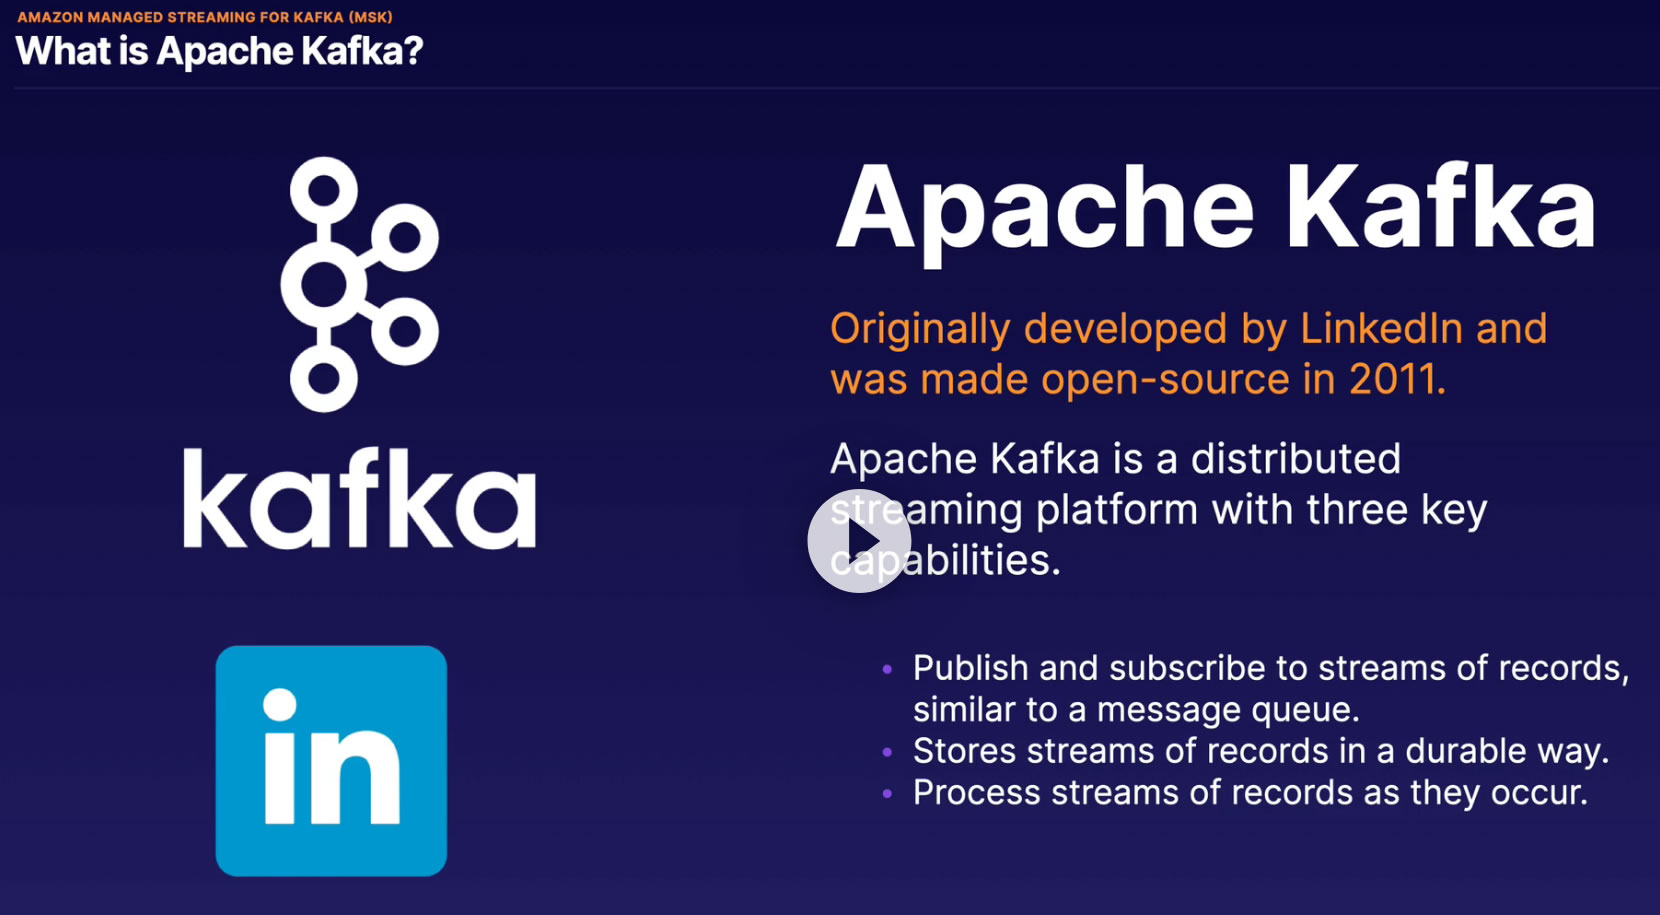 AMAZON MANAGED STREAMING FOR KAFKA (MSK)
What is Apache Kafka?
kafka
in
Apache Kafka
Originally developed by LinkedIn and
was made open-source in 2011.
Apache Kafka is a distributed
streaming platform with three key
capabilities.
• Publish and subscribe to streams of records,
similar to a message queue.
• Stores streams of records in a durable way.
• Process streams of records as they occur.